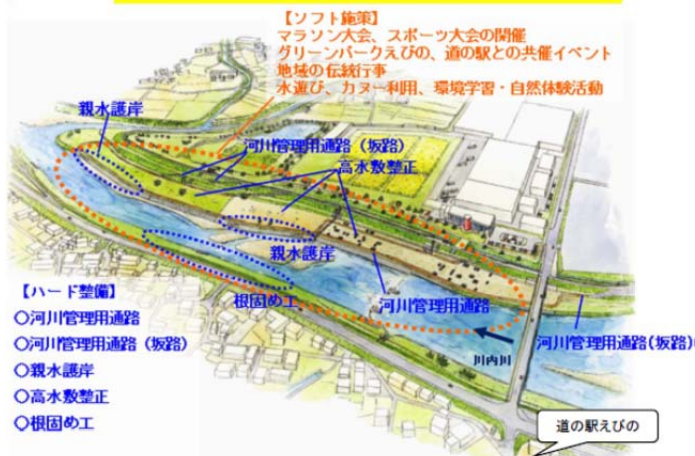 【ソフト施策】
マラソン大会、スポーツ大会の開催
グリーンパークえびの、道の駅との共催イベント
地域の伝統行事
水遊び、カヌー利用、環境学習・自然体験活動
親水護岸
河川管理用通路（坂路）
高水敷整正
親水護岸
根固め工
河川管理用通路
河川管理用通路（坂路）
川内川
【ハード整備】
○河川管理用通路
○河川管理用通路（坂路）
○親水護岸
○高水敷整正
○根固め工
道の駅えびの